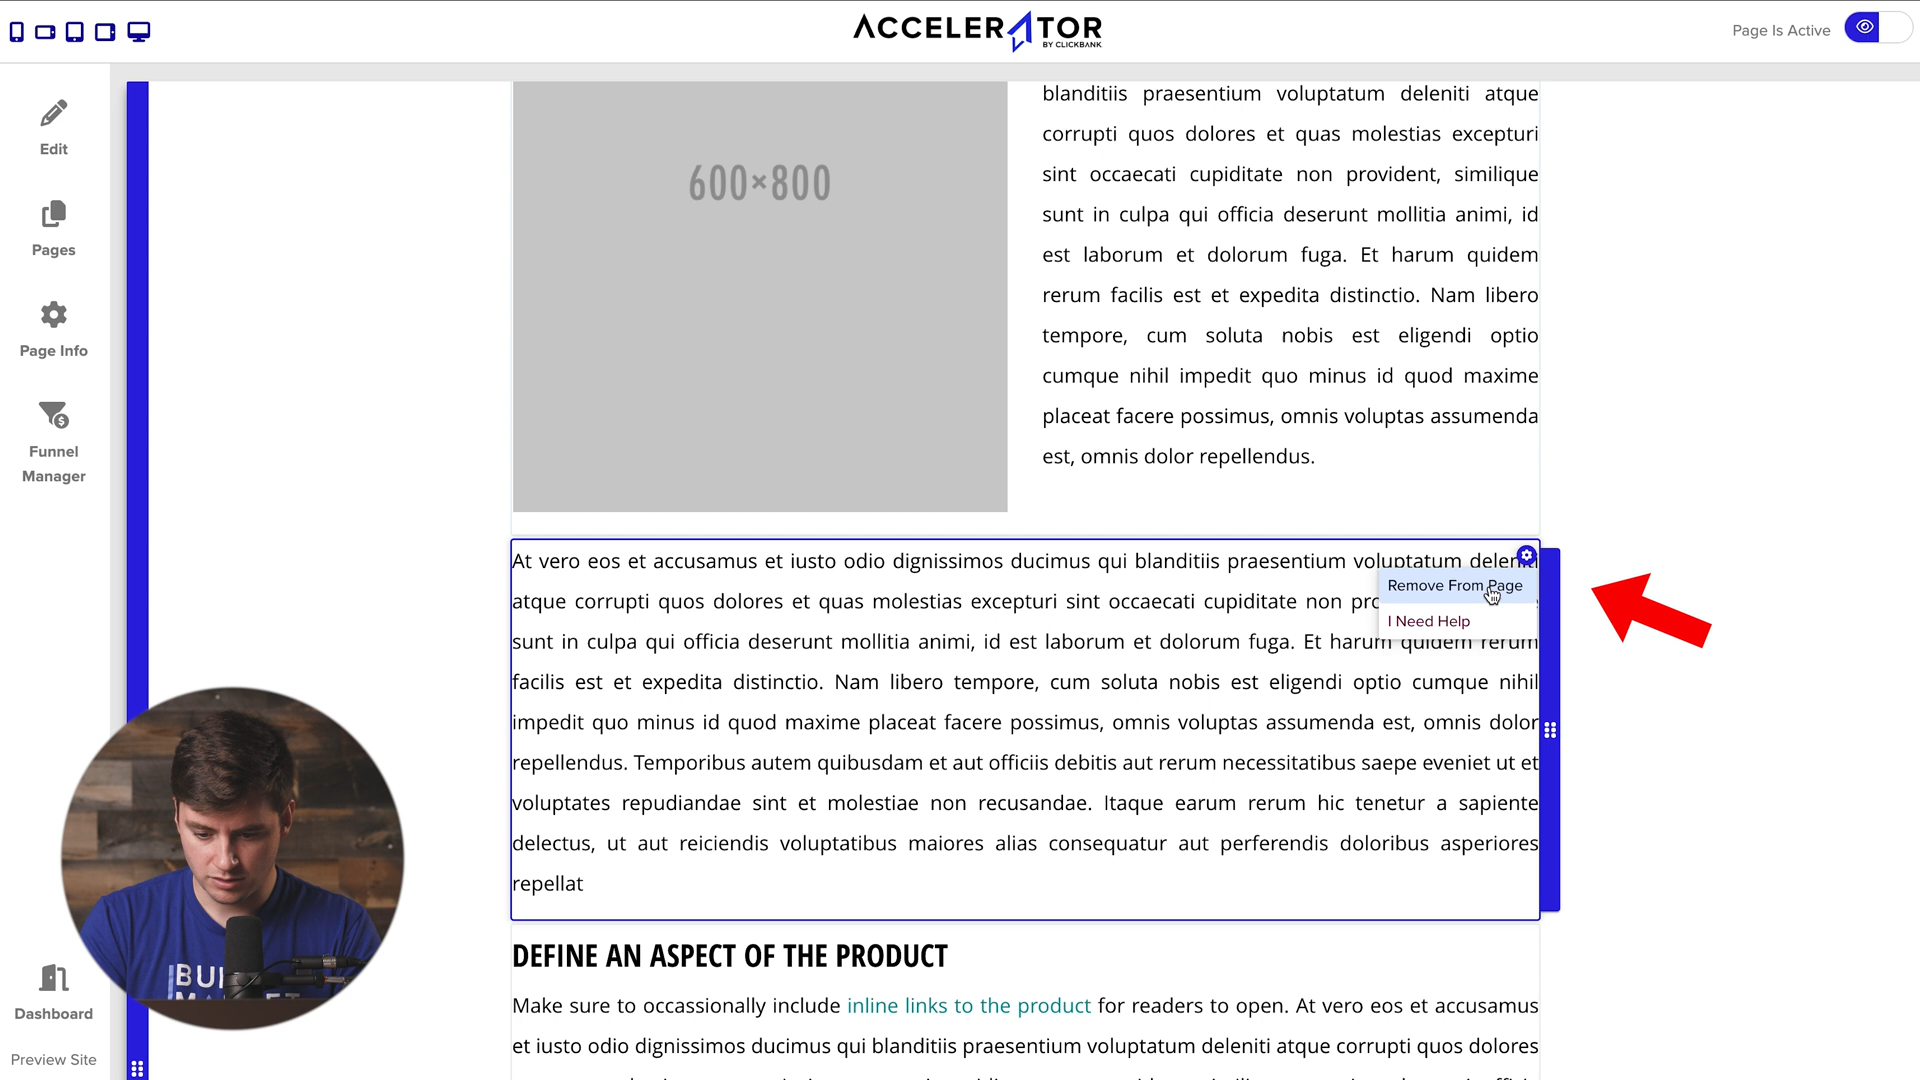 ACCELERATOR
BY CLICKBANK
Page Is Active
Edit
Pages
Page Info
Funnel
Manager
Dashboard
Preview Site
600×800
blanditiis praesentium voluptatum deleniti atque
corrupti quos dolores et quas molestias excepturi
sint occaecati cupiditate non provident, similique
sunt in culpa qui officia deserunt mollitia animi, id
est laborum et dolorum fuga. Et harum quidem
rerum facilis est et expedita distinctio. Nam libero
tempore, cum soluta nobis est eligendi optio
cumque nihil impedit quo minus id quod maxime
placeat facere possimus, omnis voluptas assumenda
est, omnis dolor repellendus.
At vero eos et accusamus et iusto odio dignissimos ducimus qui blanditiis praesentium voluptatum deleniti
Remove From Page
I Need Help
atque corrupti quos dolores et quas molestias excepturi sint occaecati cupiditate non
sunt in culpa qui officia deserunt mollitia animi, id est laborum et dolorum fuga. Et harum quidem rerum
facilis est et expedita distinctio. Nam libero tempore, cum soluta nobis est eligendi optio cumque nihil
impedit quo minus id quod maxime placeat facere possimus, omnis voluptas assumenda est, omnis dolor
repellendus. Temporibus autem quibusdam et aut officiis debitis aut rerum necessitatibus saepe eveniet ut et
voluptates repudiandae sint et molestiae non recusandae. Itaque earum rerum hic tenetur a sapiente
delectus, ut aut reiciendis voluptatibus maiores alias consequatur aut perferendis doloribus asperiores
repellat
DEFINE AN ASPECT OF THE PRODUCT
Make sure to occassionally include inline links to the product for readers to open. At vero eos et accusamus
et iusto odio dignissimos ducimus qui blanditiis praesentium voluptatum deleniti atque corrupti quos dolores